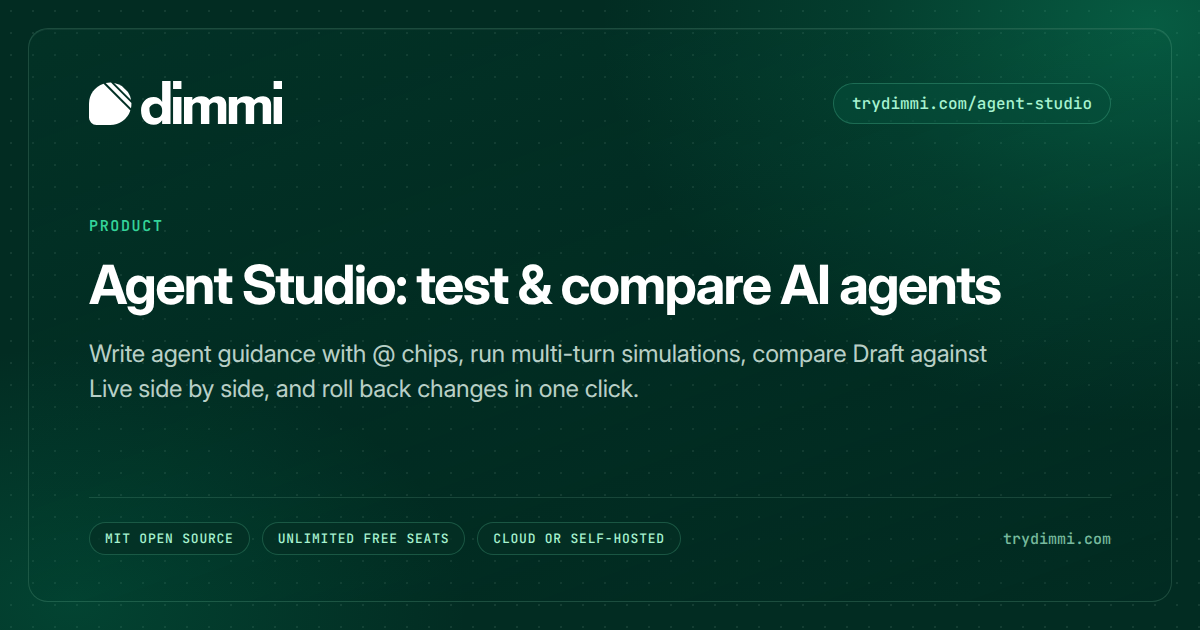 dimmi
trydimmi.com/agent-studio
PRODUCT
Agent Studio: test & compare AI agents
Write agent guidance with @ chips, run multi-turn simulations, compare Draft against
Live side by side, and roll back changes in one click.
MIT OPEN SOURCE
UNLIMITED FREE SEATS
CLOUD OR SELF-HOSTED
trydimmi.com